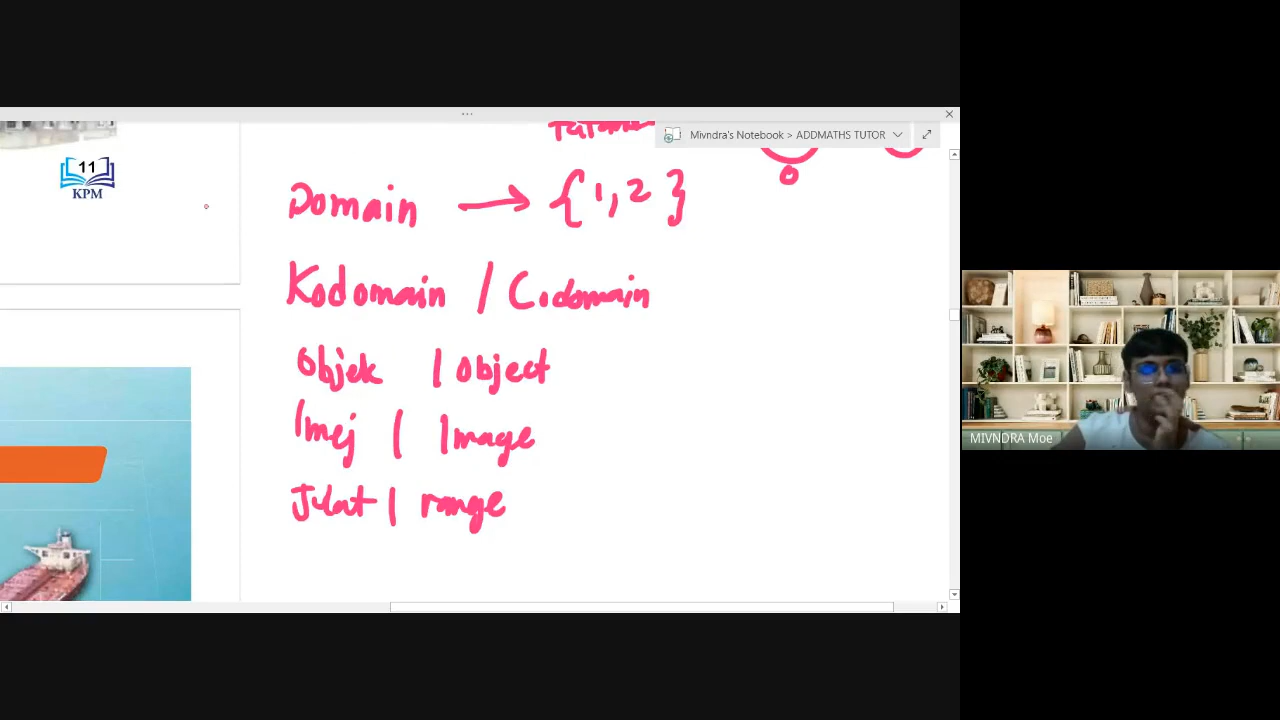 Mivndra's Notebook > ADDMATHS TUTOR
11
KPM
Domain → {1,2}
Kodomain / Codomain
Objek | Object
Imej | Image
Julat | range
MIVNDRA Moe